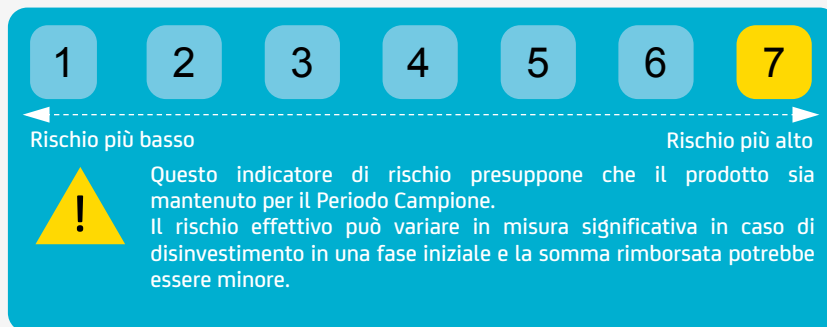 1 2 3 4 5 6 7
Rischio più basso Rischio più alto
!
Questo indicatore di rischio presuppone che il prodotto sia
mantenuto per il Periodo Campione.
Il rischio effettivo può variare in misura significativa in caso di
disinvestimento in una fase iniziale e la somma rimborsata potrebbe
essere minore.